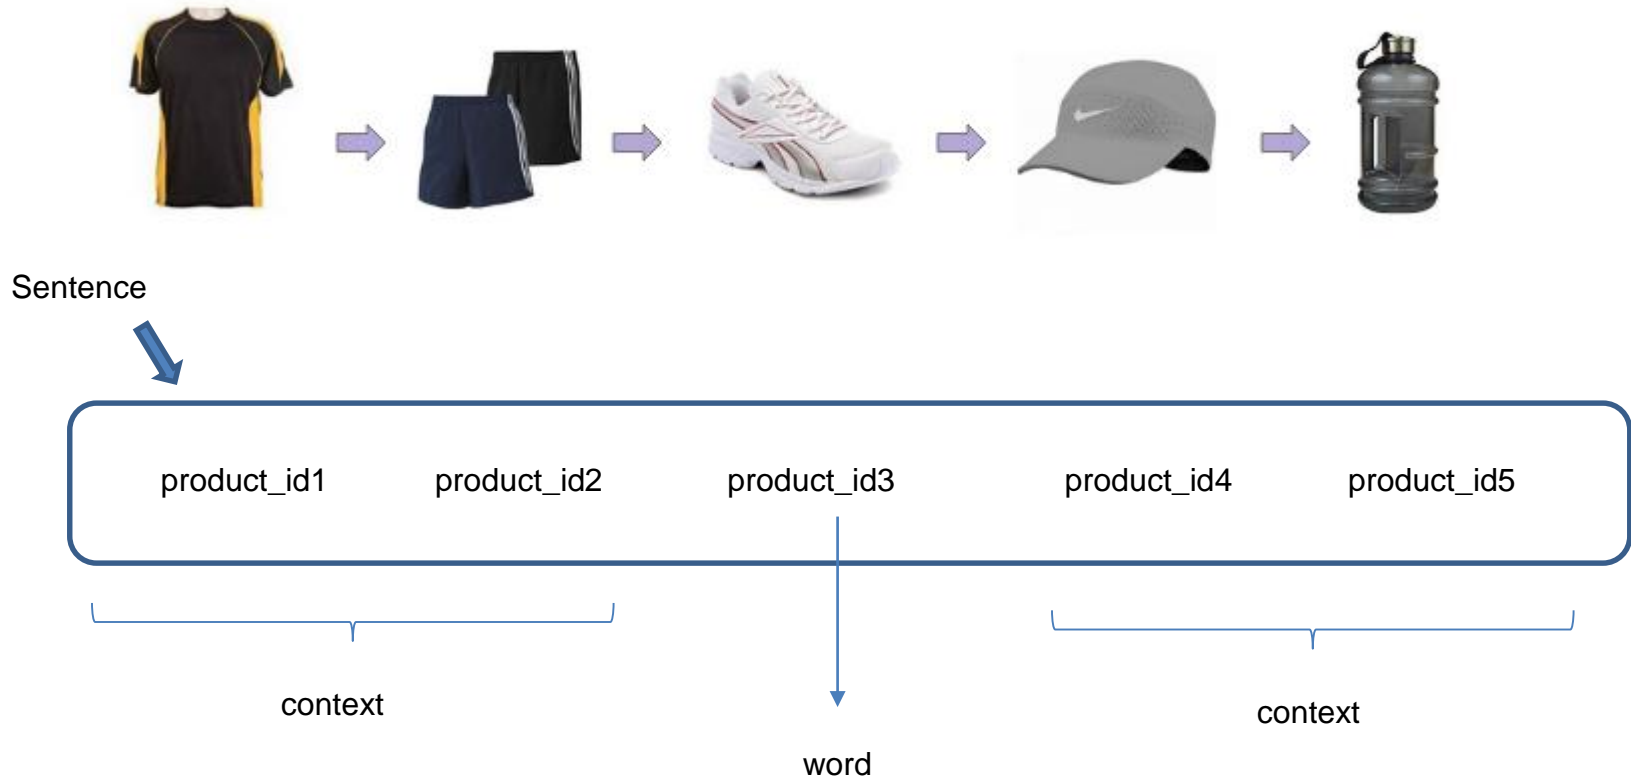 Sentence
product_id1 product_id2 product_id3 product_id4 product_id5
context
context
word